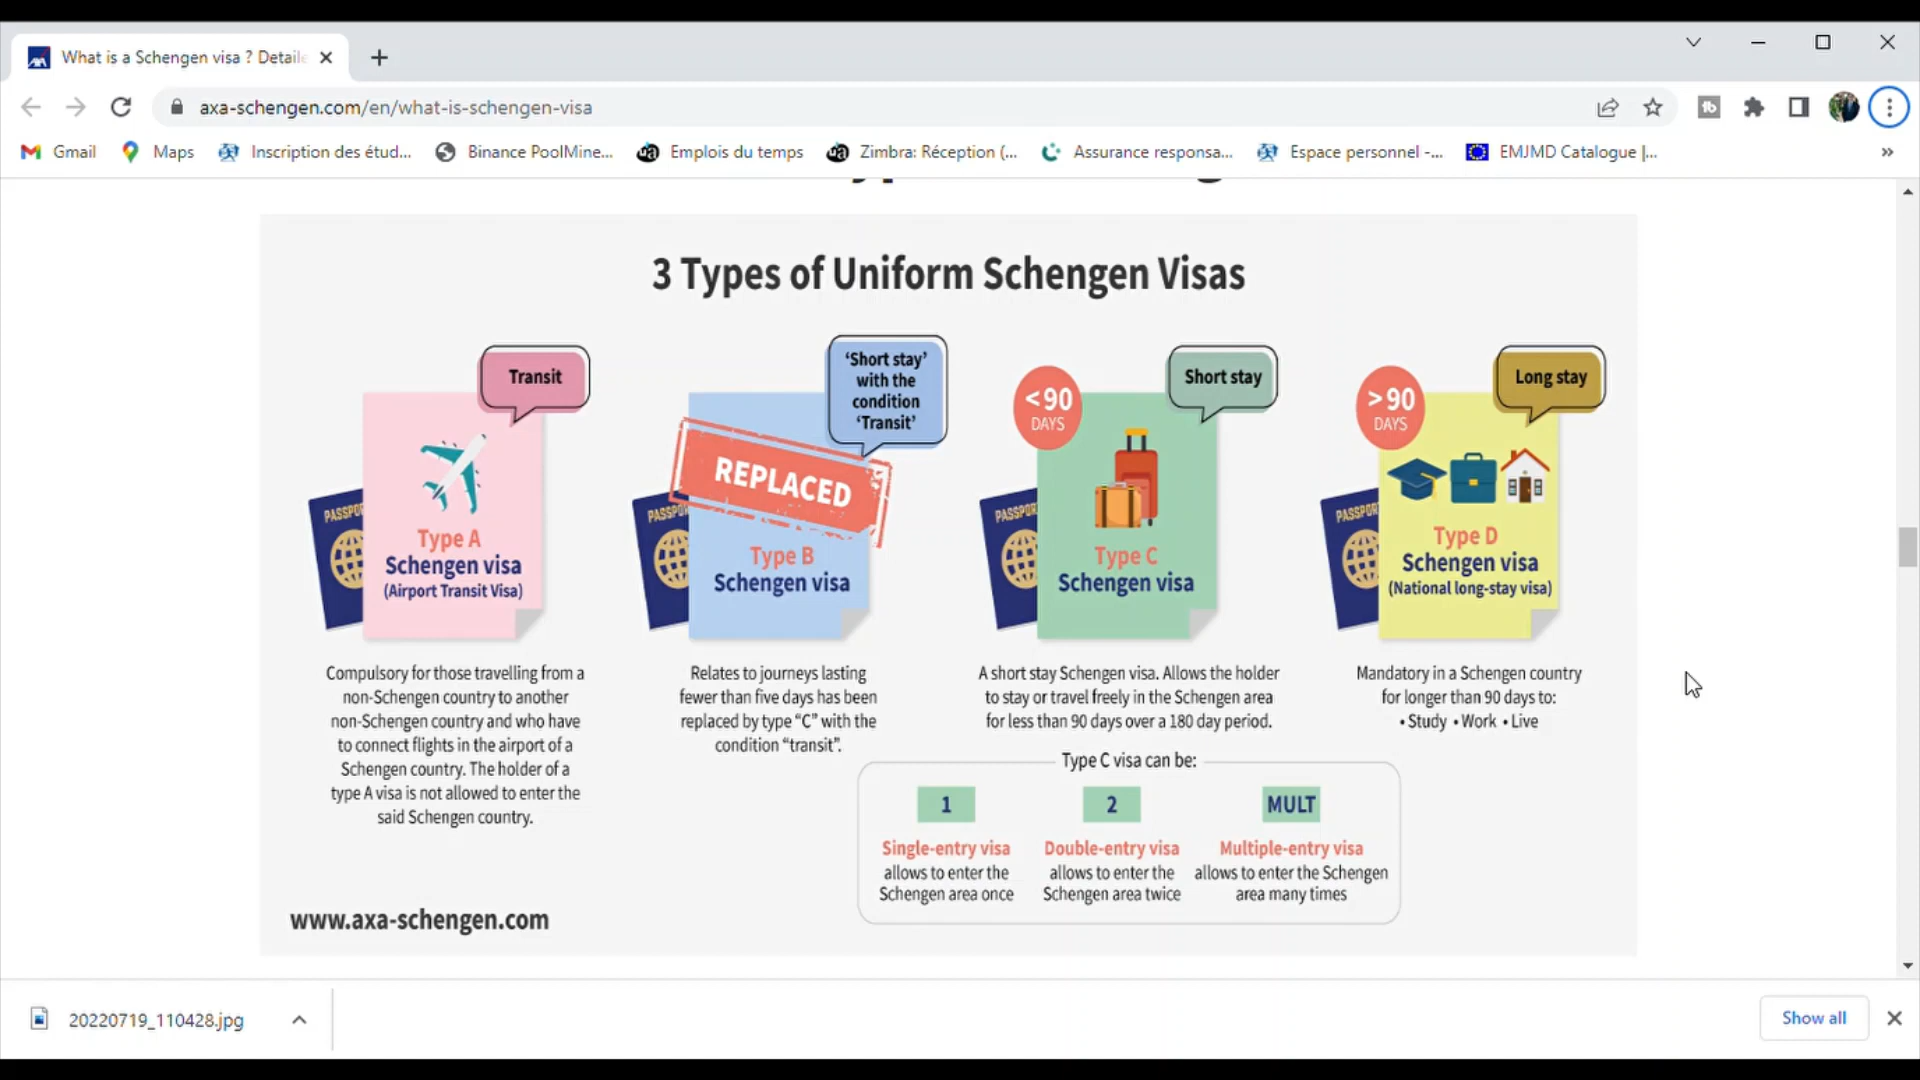 What is a Schengen visa ? Detaile
axa-schengen.com/en/what-is-schengen-visa
Gmail
Maps
Inscription des étud...
Binance PoolMine...
Emplois du temps
Zimbra: Réception (...
Assurance responsa...
Espace personnel -...
EMJMD Catalogue |...
»
3 Types of Uniform Schengen Visas
Transit
PASSPOR
Type A
Schengen visa
(Airport Transit Visa)
Compulsory for those travelling from a
non-Schengen country to another
non-Schengen country and who have
to connect flights in the airport of a
Schengen country. The holder of a
type A visa is not allowed to enter the
said Schengen country.
‘Short stay’
with the
condition
‘Transit’
REPLACED
PASSPOR
Type B
Schengen visa
Relates to journeys lasting
fewer than five days has been
replaced by type “C” with the
condition “transit”.
<90
DAYS
Short stay
PASSPOR
Type C
Schengen visa
A short stay Schengen visa. Allows the holder
to stay or travel freely in the Schengen area
for less than 90 days over a 180 day period.
>90
DAYS
Long stay
PASSPOR
Type D
Schengen visa
(National long-stay visa)
Mandatory in a Schengen country
for longer than 90 days to:
• Study • Work • Live
Type C visa can be:
1
Single-entry visa
allows to enter the
Schengen area once
2
Double-entry visa
allows to enter the
Schengen area twice
MULT
Multiple-entry visa
allows to enter the Schengen
area many times
www.axa-schengen.com
20220719_110428.jpg
Show all